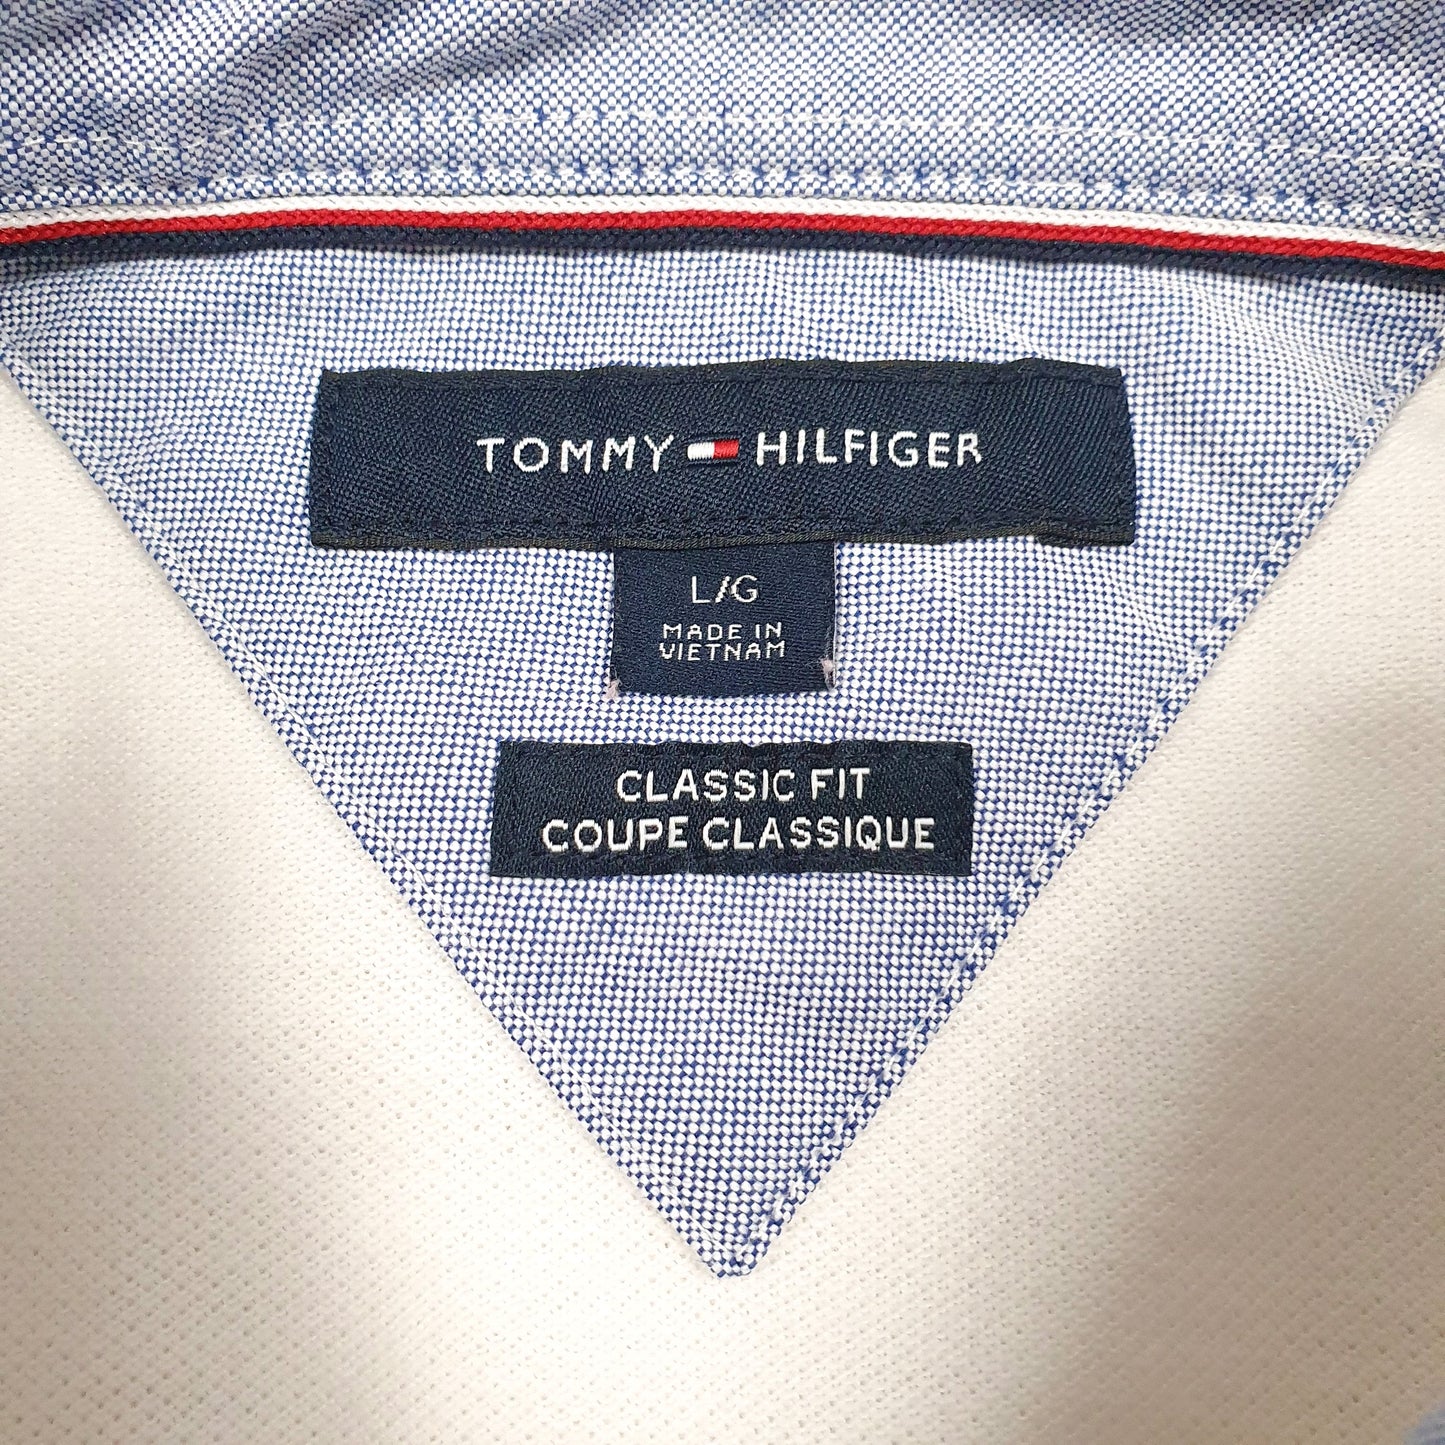 TOMMY HILFIGER
L/G
MADE IN
VIETNAM
CLASSIC FIT
COUPE CLASSIQUE